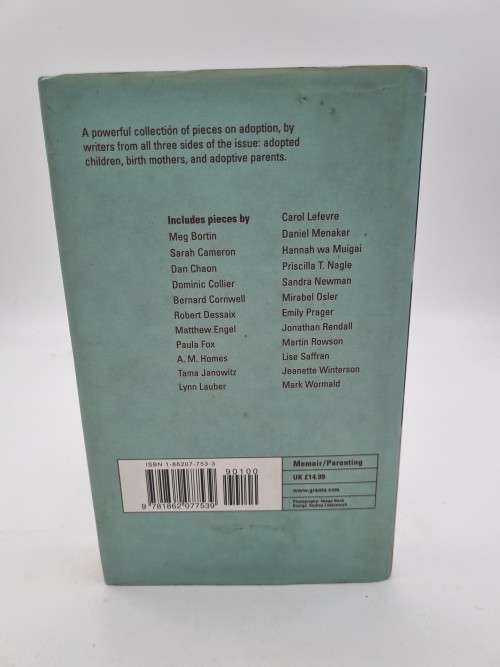 A powerful collection of pieces on adoption, by
writers from all three sides of the issue: adopted
children, birth mothers, and adoptive parents.
Includes pieces by
Meg Bortin
Sarah Cameron
Dan Chaon
Dominic Collier
Bernard Cornwell
Robert Dessaix
Matthew Engel
Paula Fox
A. M. Homes
Tama Janowitz
Lynn Lauber
Carol Lefevre
Daniel Menaker
Hannah wa Muigai
Priscilla T. Nagle
Sandra Newman
Mirabel Osler
Emily Prager
Jonathan Rendall
Martin Rowson
Lise Saffran
Jeanette Winterson
Mark Wormald
ISBN 1-86207-753-3
90100
9 781862 077539
Memoir/Parenting
UK £14.99
www.granta.com
Photography:
Design: